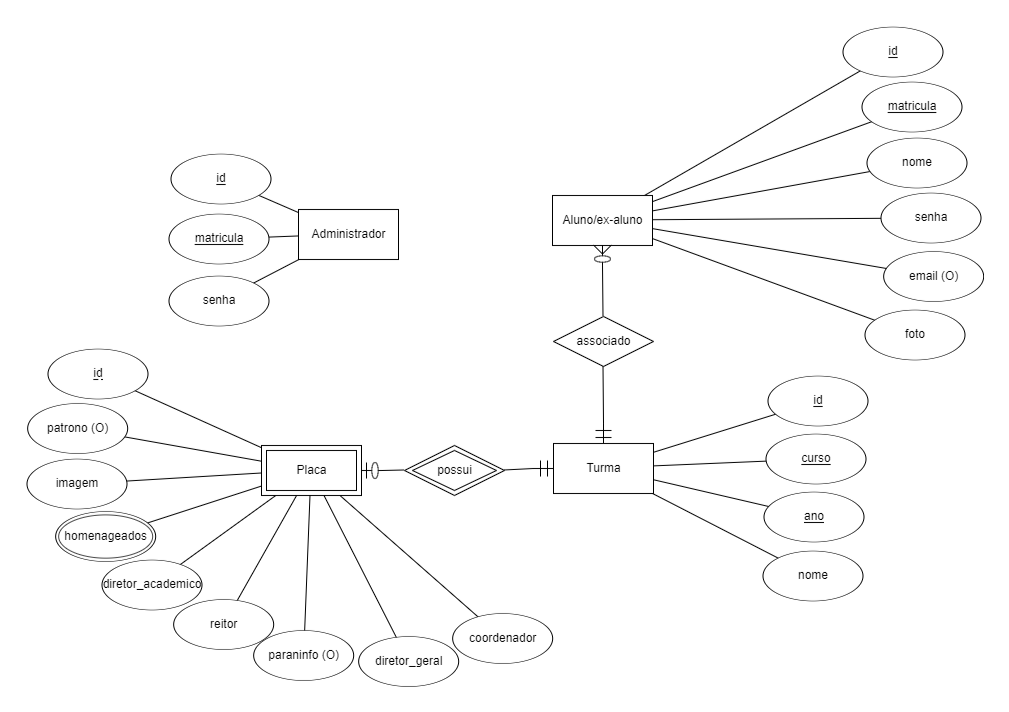 id
matricula
nome
senha
email (O)
foto
Aluno/ex-aluno
id
matricula
senha
Administrador
associado
id
patrono (O)
imagem
homenageados
diretor_academico
reitor
paraninfo (O)
diretor_geral
coordenador
Placa
possui
Turma
id
curso
ano
nome